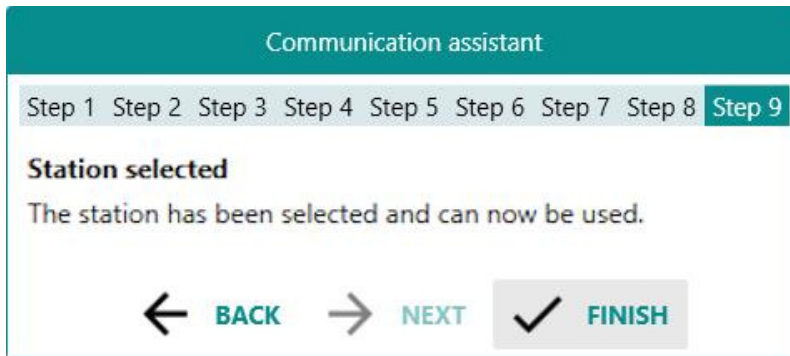 Communication assistant
Step 1 Step 2 Step 3 Step 4 Step 5 Step 6 Step 7 Step 8 Step 9
Station selected
The station has been selected and can now be used.
BACK NEXT FINISH